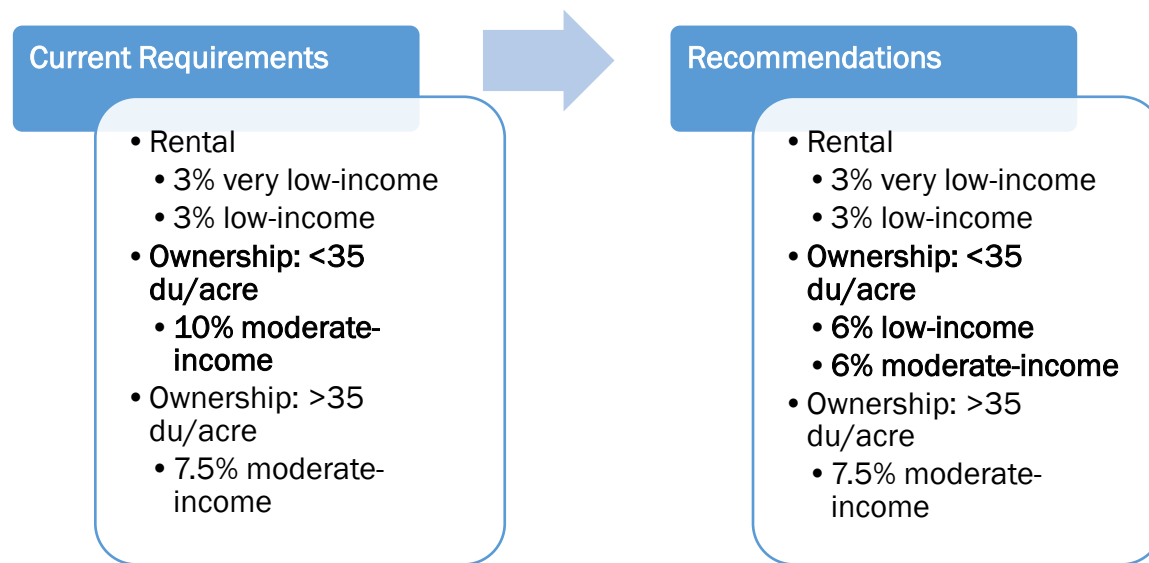 Current Requirements
• Rental
• 3% very low-income
• 3% low-income
• Ownership: <35
du/acre
• 10% moderate-
income
• Ownership: >35
du/acre
• 7.5% moderate-
income
Recommendations
• Rental
• 3% very low-income
• 3% low-income
• Ownership: <35
du/acre
• 6% low-income
• 6% moderate-income
• Ownership: >35
du/acre
• 7.5% moderate-
income